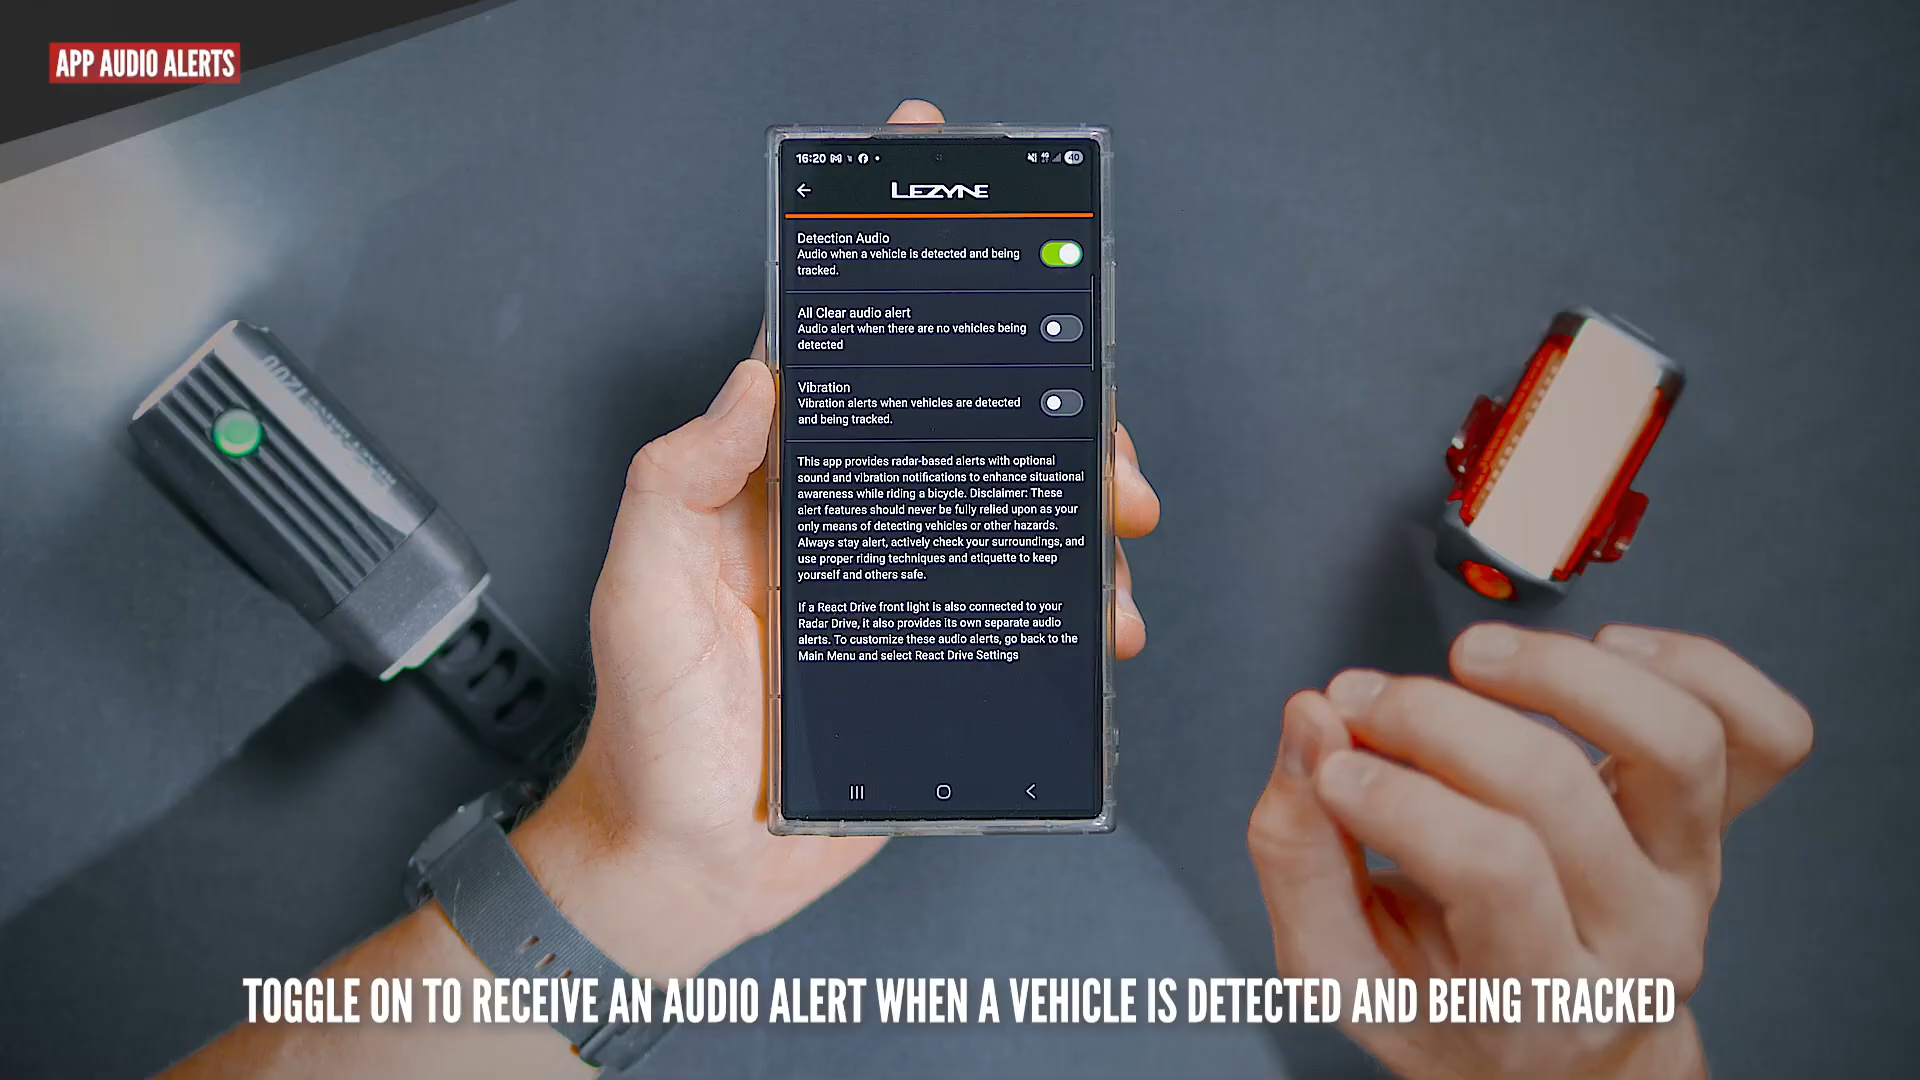 APP AUDIO ALERTS
16:20
40
LEZYNE
Detection Audio
Audio when a vehicle is detected and being
tracked.
All Clear audio alert
Audio alert when there are no vehicles being
detected
Vibration
Vibration alerts when vehicles are detected
and being tracked.
This app provides radar-based alerts with optional
sound and vibration notifications to enhance situational
awareness while riding a bicycle. Disclaimer: These
alert features should never be fully relied upon as your
only means of detecting vehicles or other hazards.
Always stay alert, actively check your surroundings, and
use proper riding techniques and etiquette to keep
yourself and others safe.
If a React Drive front light is also connected to your
Radar Drive, it also provides its own separate audio
alerts. To customize these audio alerts, go back to the
Main Menu and select React Drive Settings
TOGGLE ON TO RECEIVE AN AUDIO ALERT WHEN A VEHICLE IS DETECTED AND BEING TRACKED